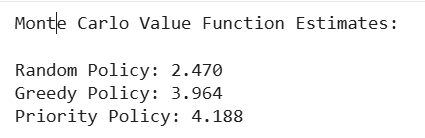 Monte Carlo Value Function Estimates:
Random Policy: 2.470
Greedy Policy: 3.964
Priority Policy: 4.188